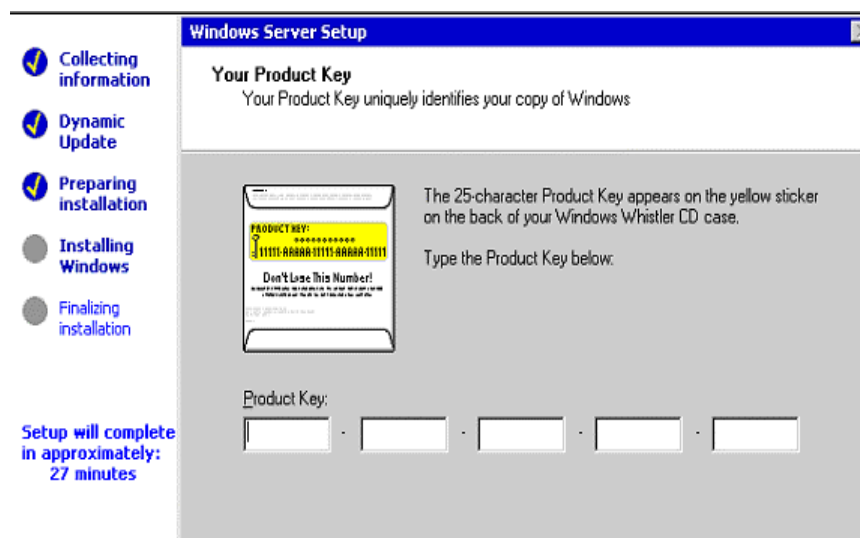 Windows Server Setup
Collecting
information
Dynamic
Update
Preparing
installation
Installing
Windows
Finalizing
installation
Setup will complete
in approximately:
27 minutes
Your Product Key
Your Product Key uniquely identifies your copy of Windows
The 25-character Product Key appears on the yellow sticker
on the back of your Windows Whistler CD case.
Type the Product Key below:
PRODUCT KEY:
11111-AAAAA-11111-AAAAA-11111
Don't Lose This Number!
Product Key:
- - - -